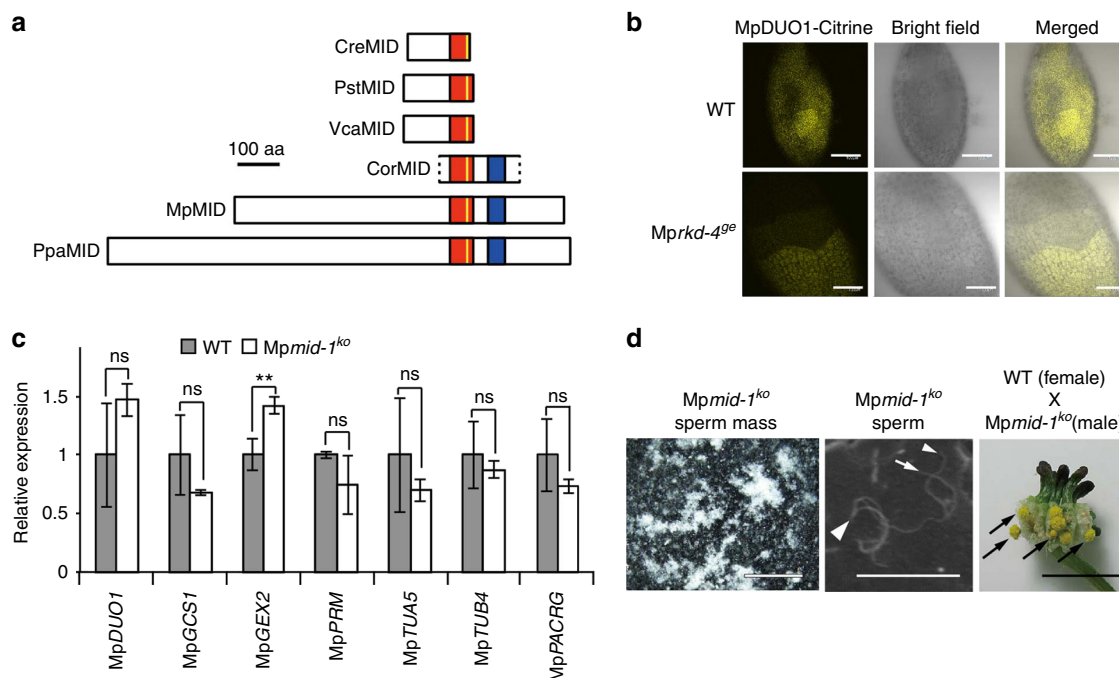 a
CreMID
PstMID
VcaMID
100 aa
CorMID
MpMID
PpaMID
b
MpDUO1-Citrine Bright field Merged
WT
Mprkd-4ge
c
WT Mpmid-1ko
Relative expression
1.5
1
0.5
0
ns
ns
**
ns
ns
ns
ns
MpDUO1
MpGCS1
MpGEX2
MpPRM
MpTUA5
MpTUB4
MpPACRG
d
Mpmid-1ko
sperm mass
Mpmid-1ko
sperm
WT (female)
X
Mpmid-1ko(male